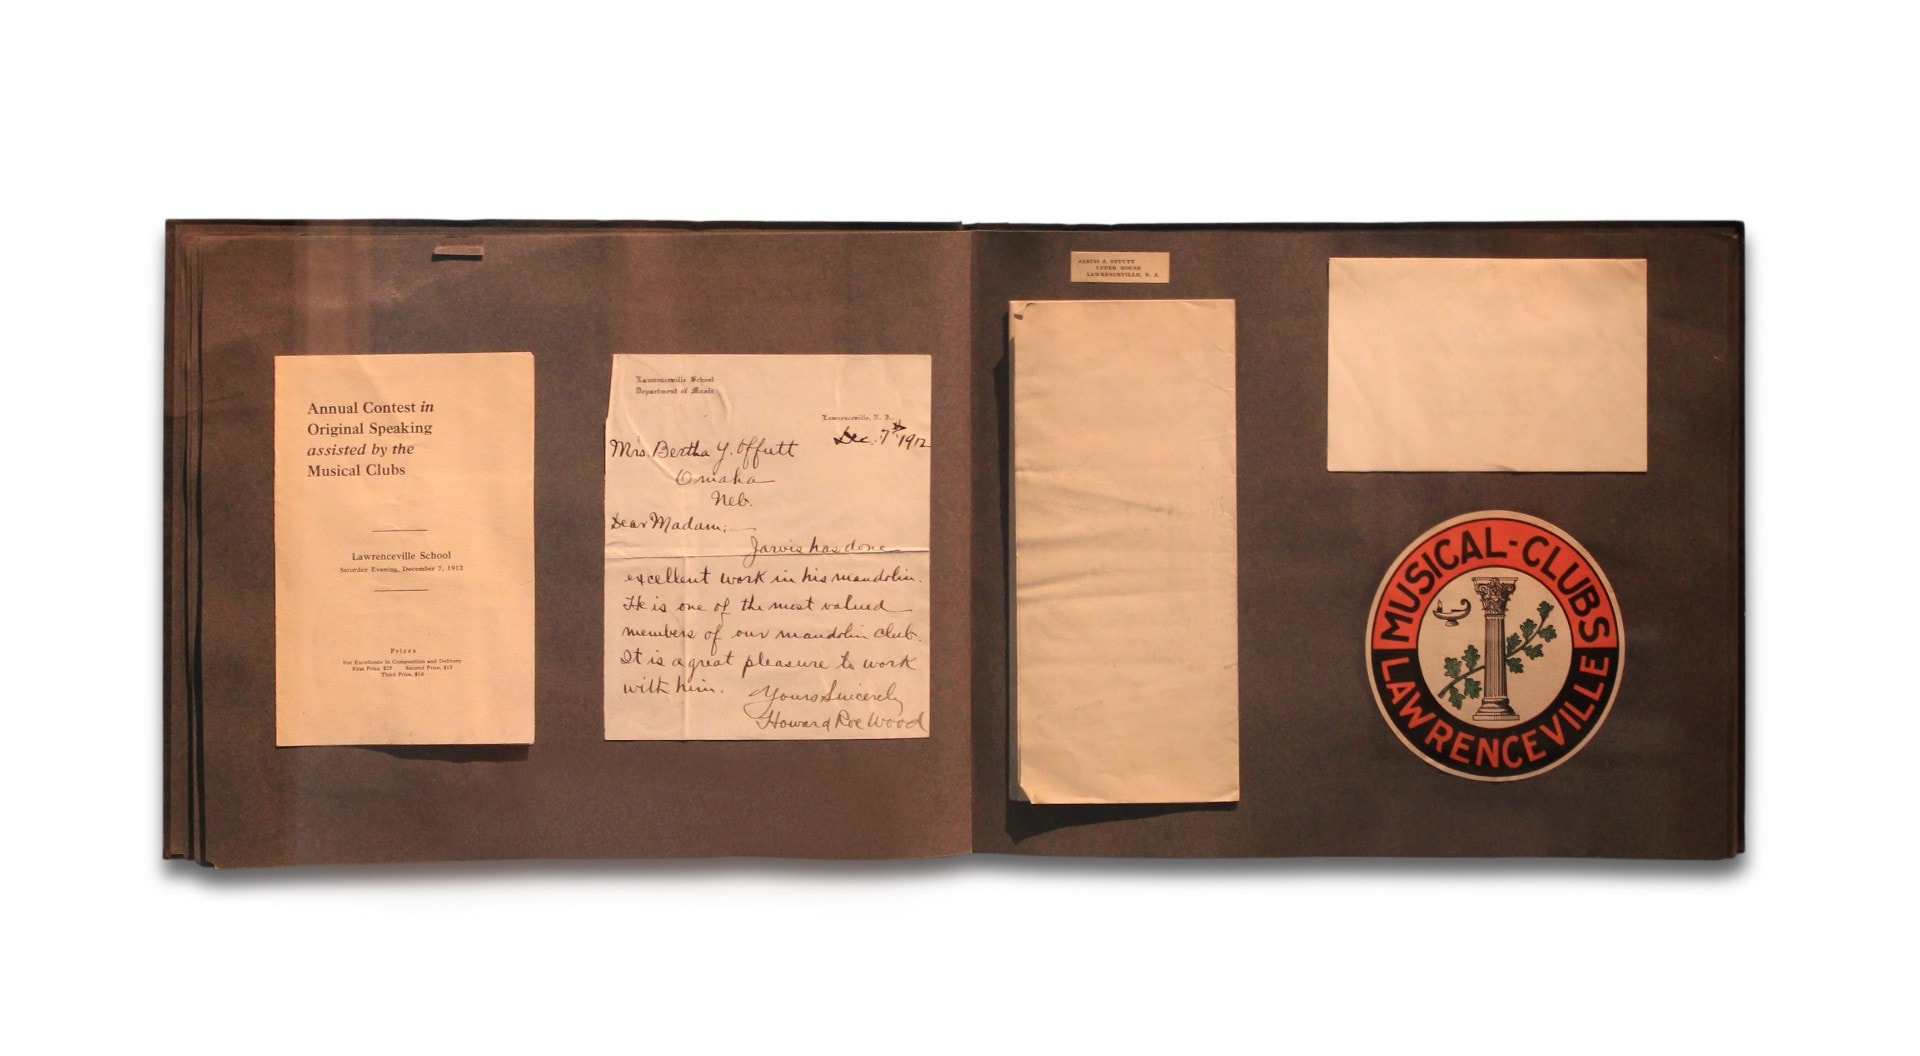 Annual Contest in
Original Speaking
assisted by the
Musical Clubs
Lawrenceville School
Saturday Evening, December 7, 1912
Prizes
For Excellence in Composition and Delivery
First Prize, $25 Second Prize, $15
Third Prize, $10
Lawrenceville School
Department of Music
Lawrenceville, N. J.,
Dec. 7th 1912
Mrs. Bertha Y. Offutt
Omaha
Neb.
Dear Madam:—
Jarvis has done
excellent work in his mandolin.
He is one of the most valued
members of our mandolin club.
It is a great pleasure to work
with him.
Yours Sincerely
Howard Roe Wood
JARVIS J. OFFUTT
UPPER HOUSE
LAWRENCEVILLE, N. J.
MUSICAL-CLUBS
LAWRENCEVILLE